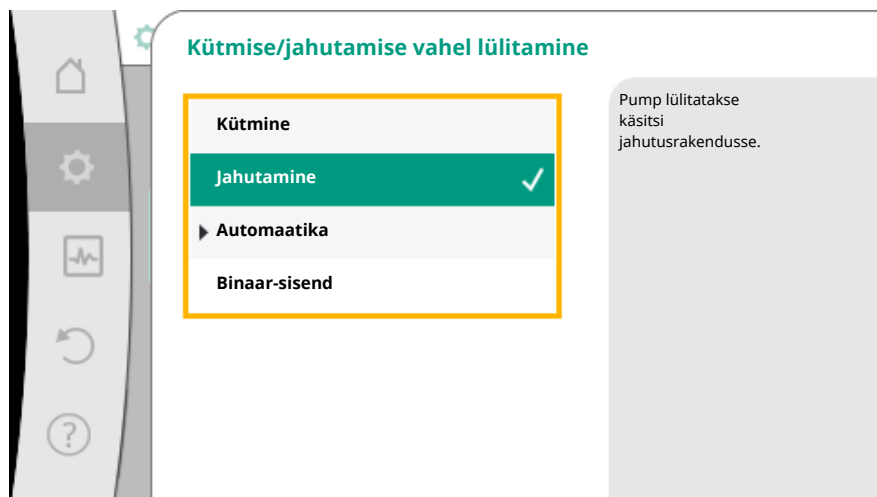 Kütmise/jahutamise vahel lülitamine
Kütmine
Jahutamine
Automaatika
Binaar-sisend
Pump lülitatakse
käsitsi
jahutusrakendusse.